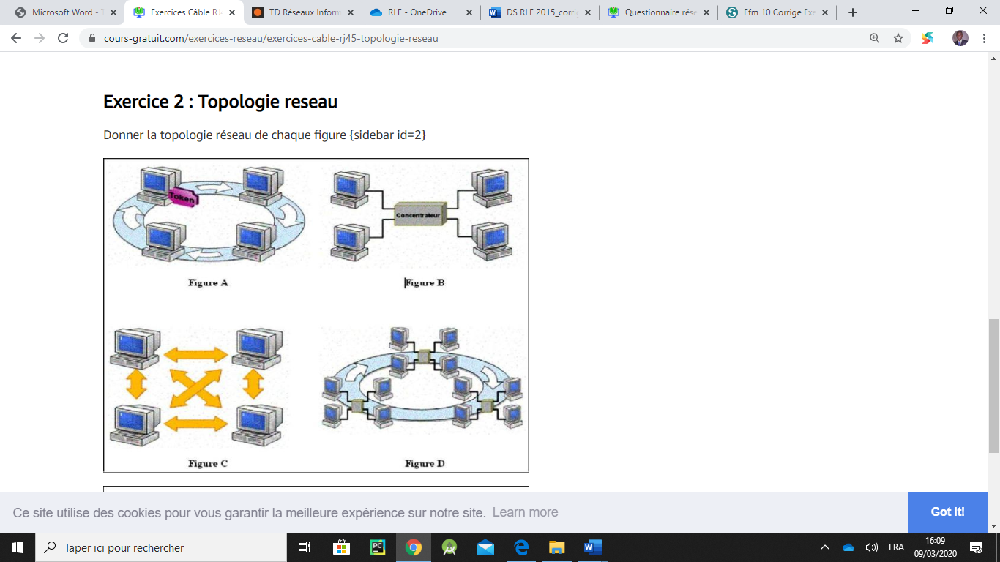 Microsoft Word - T
Exercices Câble RJ4
TD Réseaux Inform
RLE - OneDrive
DS RLE 2015_corri
Questionnaire rése
Efm 10 Corrige Exe
cours-gratuit.com/exercices-reseau/exercices-cable-rj45-topologie-reseau
Exercice 2 : Topologie reseau
Donner la topologie réseau de chaque figure {sidebar id=2}
Token
Concentrateur
Figure A
Figure B
Figure C
Figure D
Ce site utilise des cookies pour vous garantir la meilleure expérience sur notre site. Learn more
Got it!
Taper ici pour rechercher
PC
FRA
16:09
09/03/2020